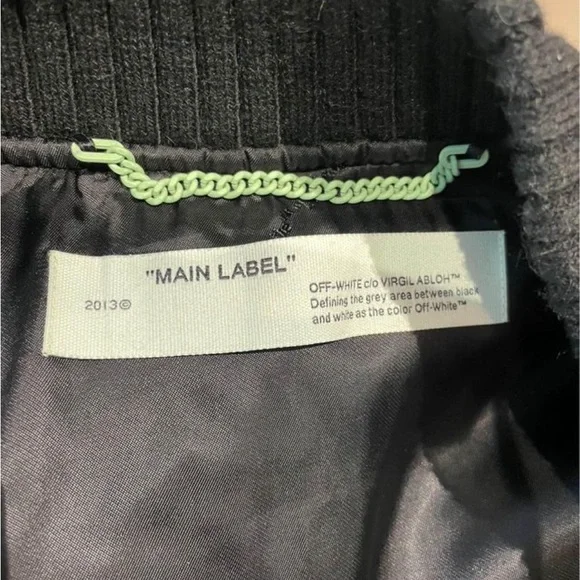 "MAIN LABEL"
2013©
OFF-WHITE c/o VIRGIL ABLOH™
Defining the grey area between black
and white as the color Off-White™